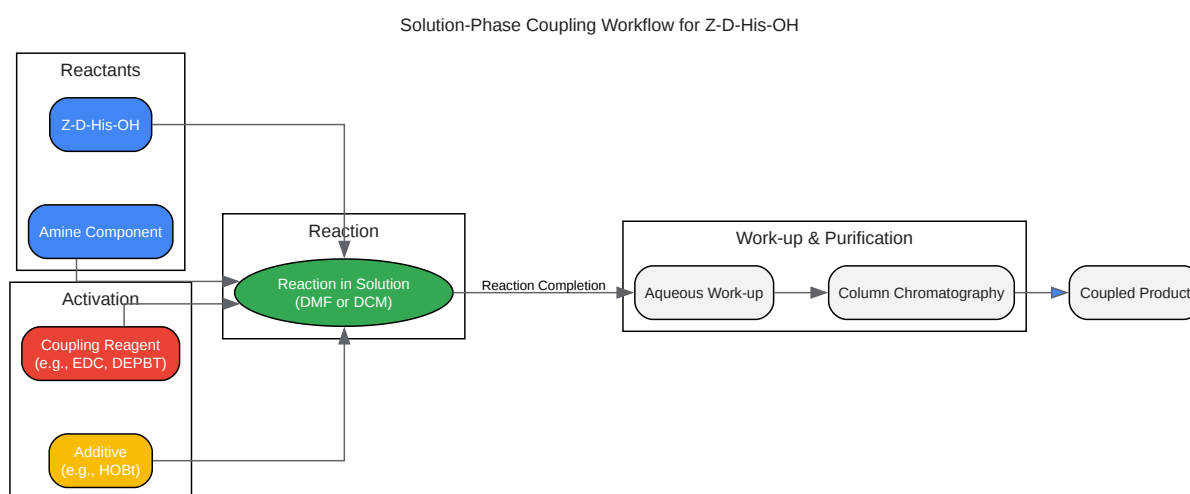 Solution-Phase Coupling Workflow for Z-D-His-OH
Reactants
Z-D-His-OH
Amine Component
Activation
Coupling Reagent
(e.g., EDC, DEPBT)
Additive
(e.g., HOBt)
Reaction
Reaction in Solution
(DMF or DCM)
Reaction Completion
Work-up & Purification
Aqueous Work-up
Column Chromatography
Coupled Product